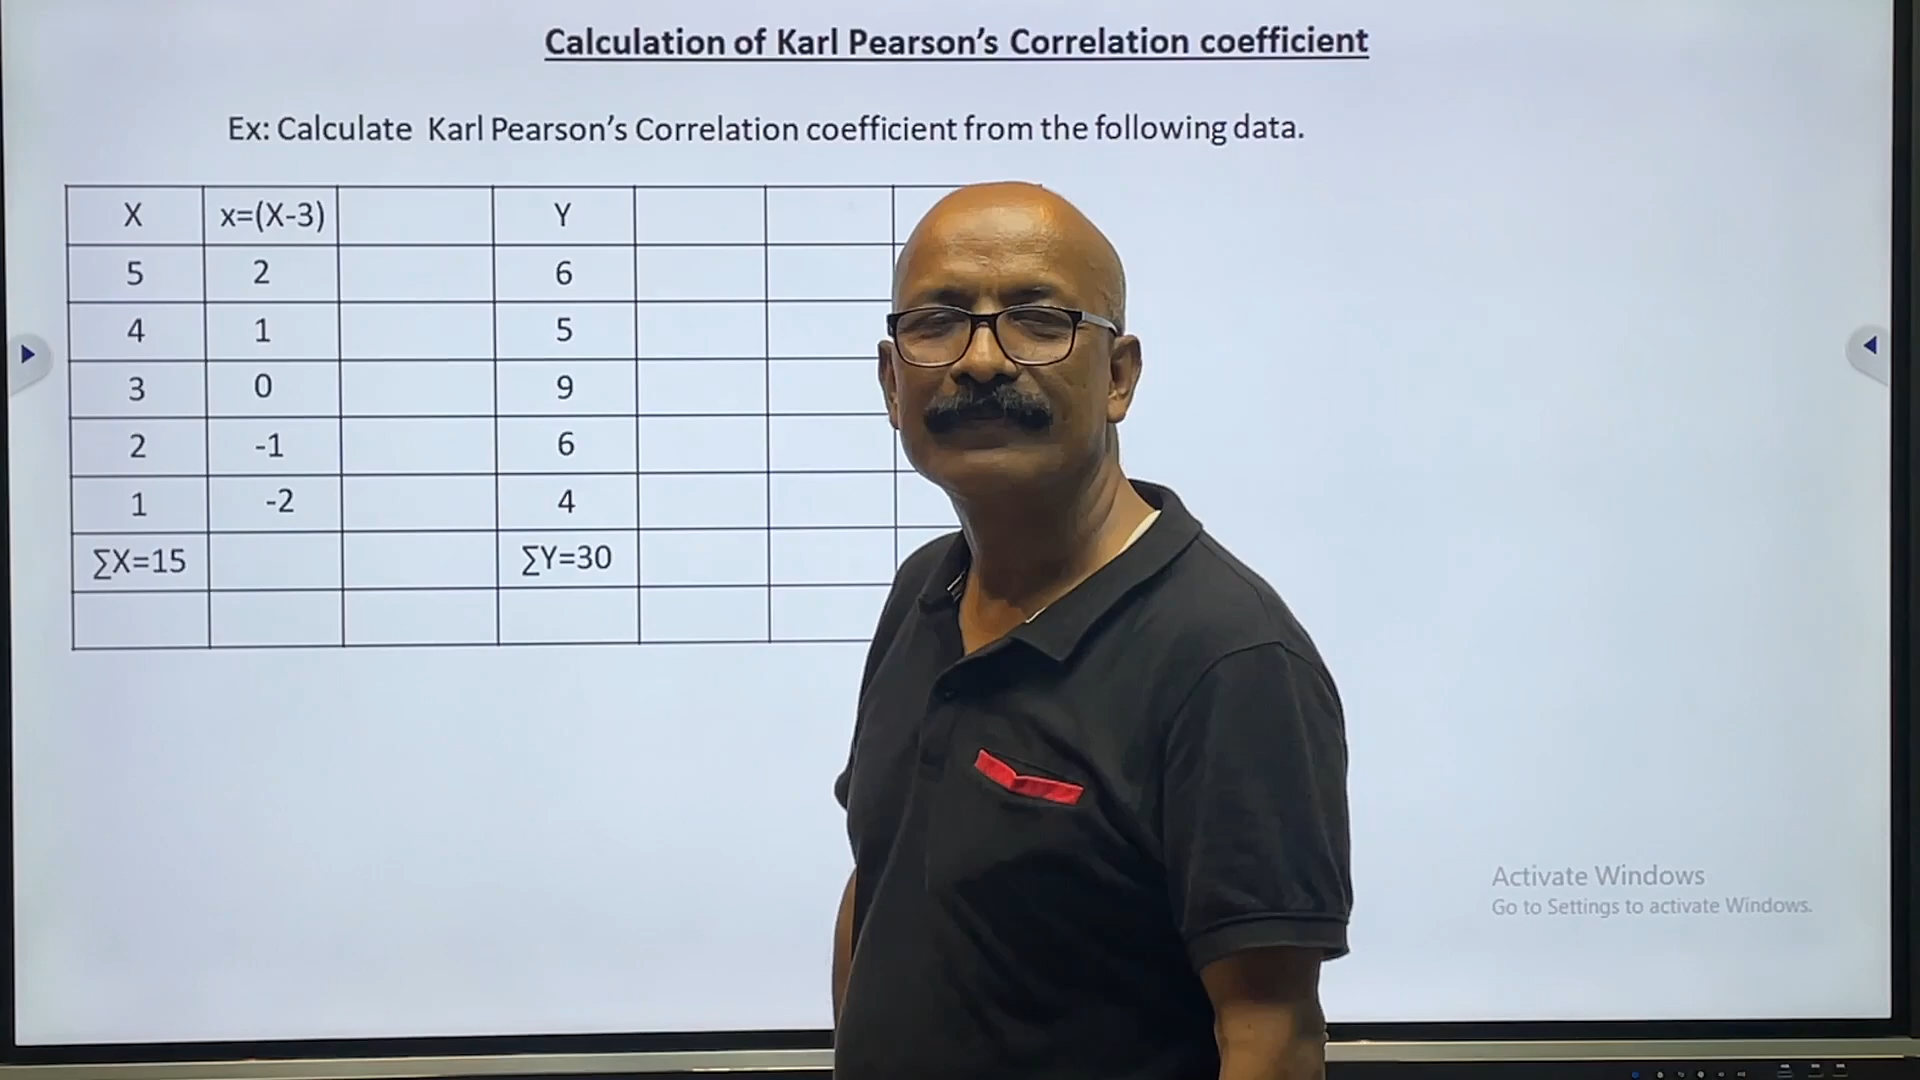 Calculation of Karl Pearson's Correlation coefficient
Ex: Calculate Karl Pearson's Correlation coefficient from the following data.
X x=(X-3) Y
5 2 6
4 1 5
3 0 9
2 -1 6
1 -2 4
∑X=15 ∑Y=30
Activate Windows
Go to Settings to activate Windows.